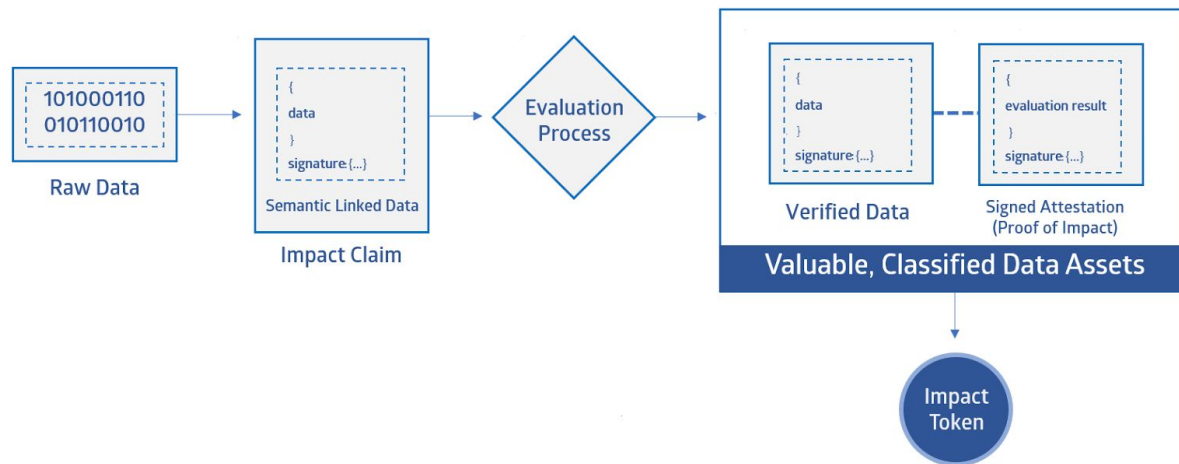 101000110
010110010
Raw Data
{
data
}
signature:{...}
Semantic Linked Data
Impact Claim
Evaluation
Process
{
data
}
signature:{...}
Verified Data
{
evaluation result
}
signature:{...}
Signed Attestation
(Proof of Impact)
Valuable, Classified Data Assets
Impact
Token